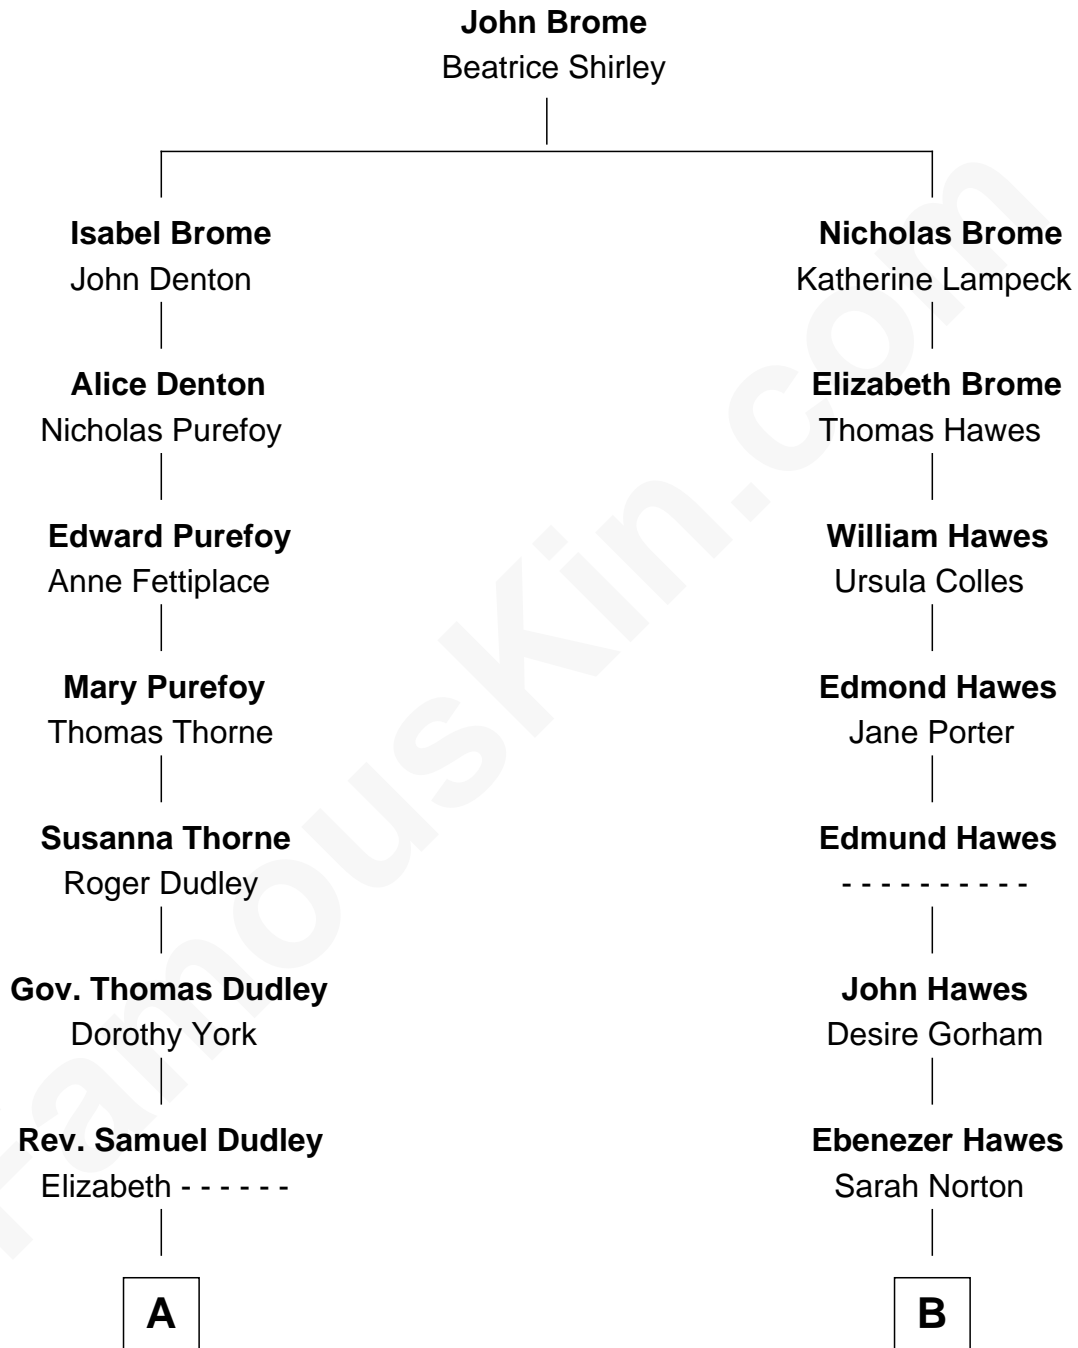 John Brome
Beatrice Shirley
Isabel Brome
John Denton
Nicholas Brome
Katherine Lampeck
Alice Denton
Nicholas Purefoy
Elizabeth Brome
Thomas Hawes
Edward Purefoy
Anne Fettiplace
William Hawes
Ursula Colles
Mary Purefoy
Thomas Thorne
Edmond Hawes
Jane Porter
Susanna Thorne
Roger Dudley
Edmund Hawes
- - - - - - - - - -
Gov. Thomas Dudley
Dorothy York
John Hawes
Desire Gorham
Rev. Samuel Dudley
Elizabeth - - - - - -
Ebenezer Hawes
Sarah Norton
A
B
FamousKin.com